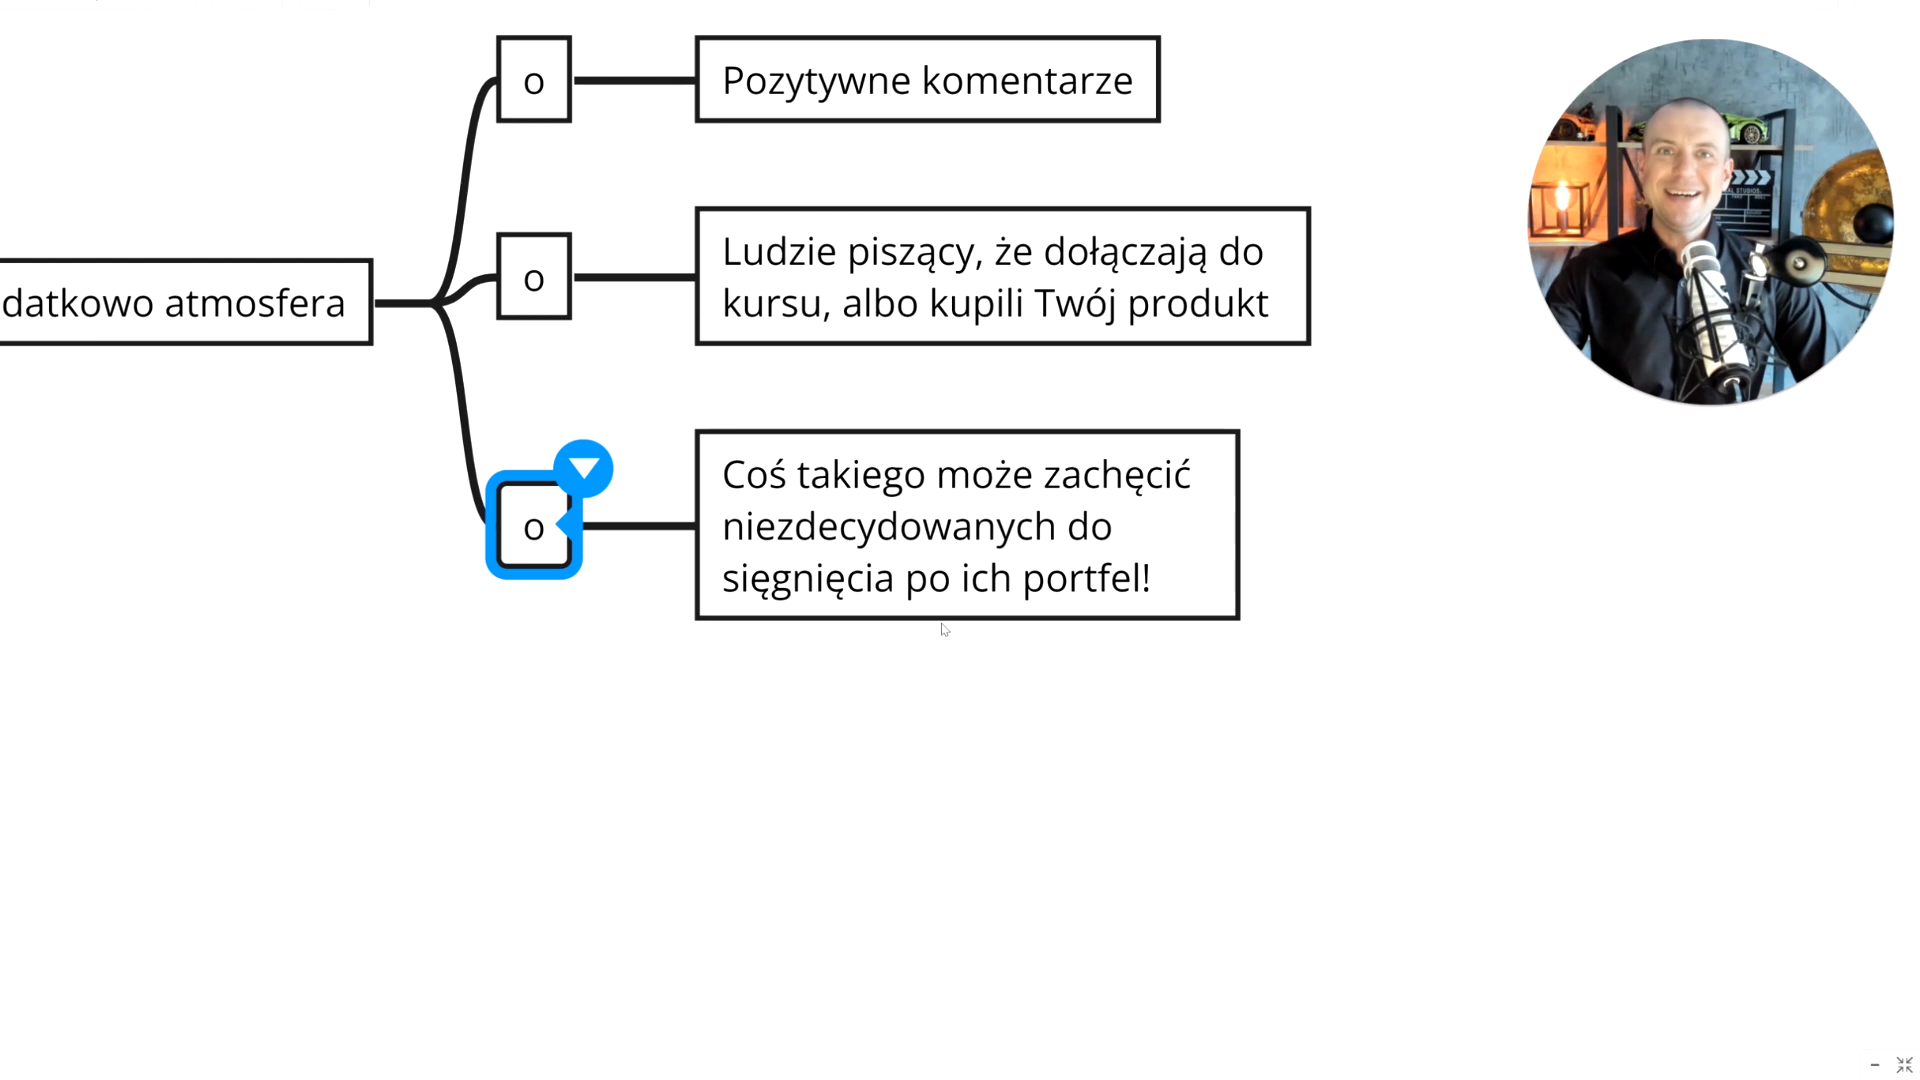 o
Pozytywne komentarze
o
Ludzie piszący, że dołączają do
kursu, albo kupili Twój produkt
datkowo atmosfera
o
Coś takiego może zachęcić
niezdecydowanych do
sięgnięcia po ich portfel!